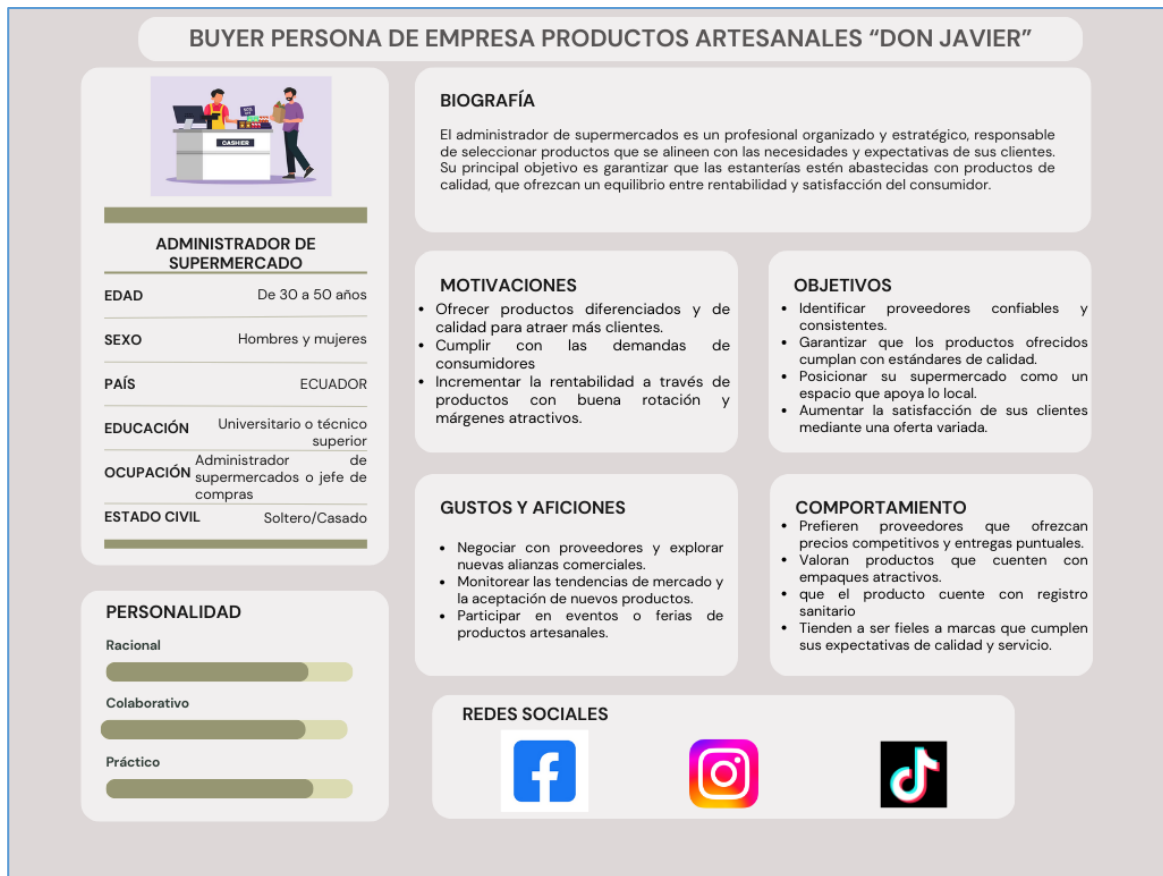 BUYER PERSONA DE EMPRESA PRODUCTOS ARTESANALES “DON JAVIER”
CASHIER
ADMINISTRADOR DE
SUPERMERCADO
EDAD De 30 a 50 años
SEXO Hombres y mujeres
PAÍS ECUADOR
EDUCACIÓN Universitario o técnico
superior
OCUPACIÓN Administrador de
supermercados o jefe de
compras
ESTADO CIVIL Soltero/Casado
PERSONALIDAD
Racional
Colaborativo
Práctico
BIOGRAFÍA
El administrador de supermercados es un profesional organizado y estratégico, responsable
de seleccionar productos que se alineen con las necesidades y expectativas de sus clientes.
Su principal objetivo es garantizar que las estanterías estén abastecidas con productos de
calidad, que ofrezcan un equilibrio entre rentabilidad y satisfacción del consumidor.
MOTIVACIONES
• Ofrecer productos diferenciados y de
calidad para atraer más clientes.
• Cumplir con las demandas de
consumidores
• Incrementar la rentabilidad a través de
productos con buena rotación y
márgenes atractivos.
OBJETIVOS
• Identificar proveedores confiables y
consistentes.
• Garantizar que los productos ofrecidos
cumplan con estándares de calidad.
• Posicionar su supermercado como un
espacio que apoya lo local.
• Aumentar la satisfacción de sus clientes
mediante una oferta variada.
GUSTOS Y AFICIONES
• Negociar con proveedores y explorar
nuevas alianzas comerciales.
• Monitorear las tendencias de mercado y
la aceptación de nuevos productos.
• Participar en eventos o ferias de
productos artesanales.
COMPORTAMIENTO
• Prefieren proveedores que ofrezcan
precios competitivos y entregas puntuales.
• Valoran productos que cuenten con
empaques atractivos.
• que el producto cuente con registro
sanitario
• Tienden a ser fieles a marcas que cumplen
sus expectativas de calidad y servicio.
REDES SOCIALES